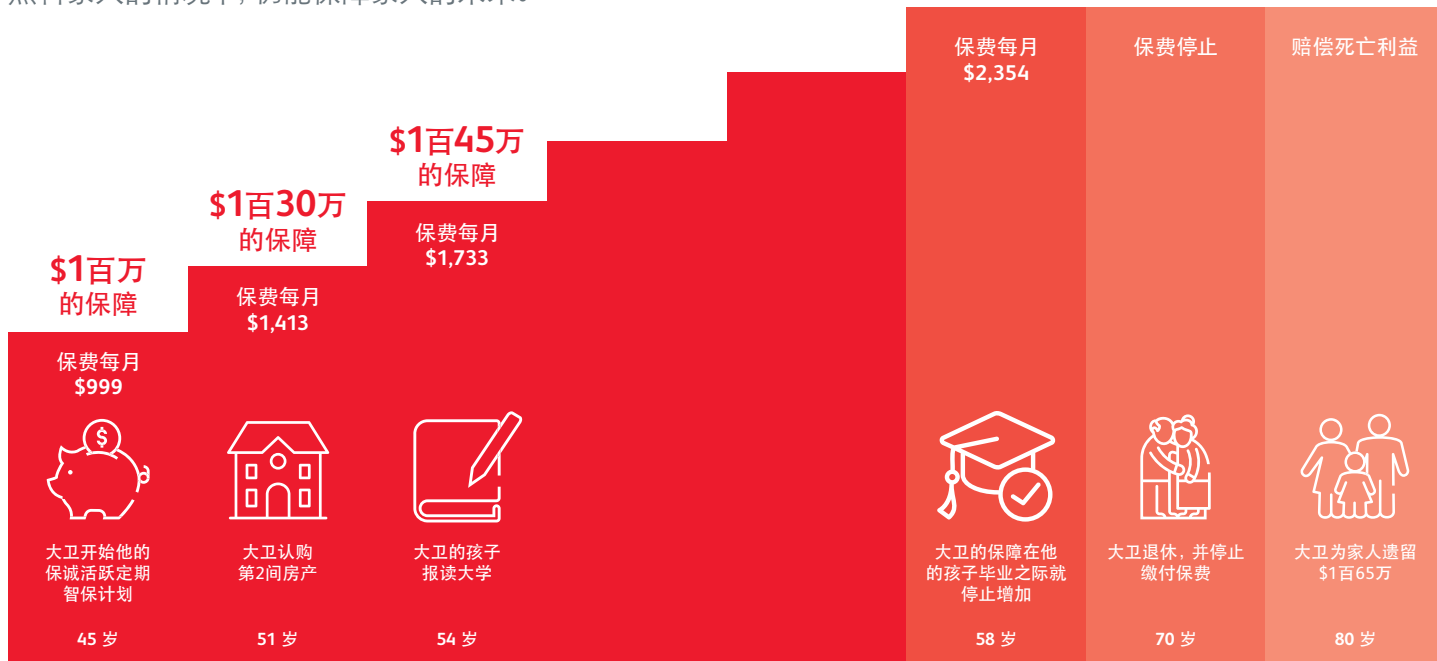 $1百万
的保障
保费每月
$999
大卫开始他的
保诚活跃定期
智保计划
45 岁
$1百30万
的保障
保费每月
$1,413
大卫认购
第2间房产
51 岁
$1百45万
的保障
保费每月
$1,733
大卫的孩子
报读大学
54 岁
保费每月
$2,354
大卫的保障在他
的孩子毕业之际就
停止增加
58 岁
保费停止
大卫退休, 并停止
缴付保费
70 岁
赔偿死亡利益
大卫为家人遗留
$1百65万
80 岁